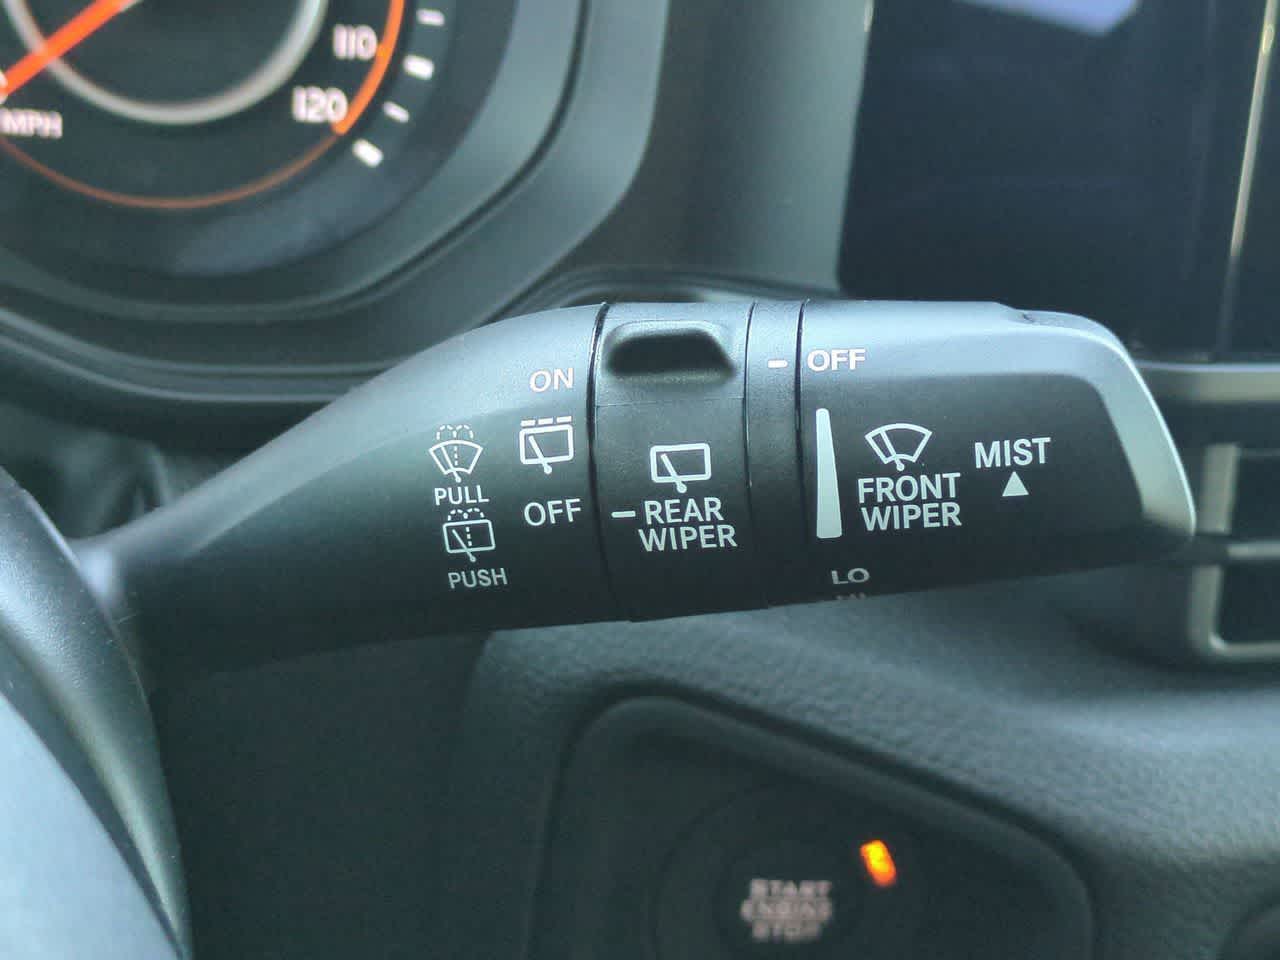 110
120
MPH
ON
OFF
PULL
PUSH
REAR
WIPER
OFF
FRONT
WIPER
MIST
LO
START
ENGINE
STOP